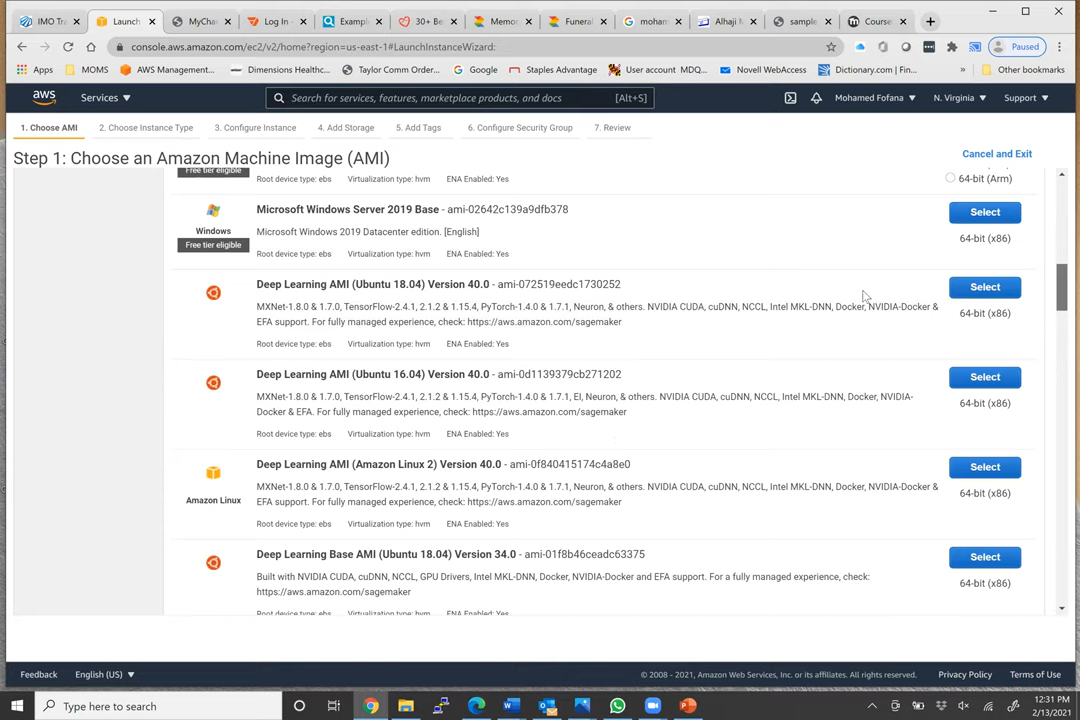 IMO Tra
Launch
MyChar
Log In -
Example
30+ Be
Memor
Funeral
moham
Alhaji M
sample
Course
console.aws.amazon.com/ec2/v2/home?region=us-east-1#LaunchInstanceWizard:
Paused
Apps
MOMS
AWS Management...
Dimensions Healthc...
Taylor Comm Order...
Google
Staples Advantage
User account MDQ...
Novell WebAccess
Dictionary.com | Fin...
»
Other bookmarks
aws
Services
Search for services, features, marketplace products, and docs
[Alt+S]
Mohamed Fofana
N. Virginia
Support
1. Choose AMI
2. Choose Instance Type
3. Configure Instance
4. Add Storage
5. Add Tags
6. Configure Security Group
7. Review
Step 1: Choose an Amazon Machine Image (AMI)
Cancel and Exit
Free tier eligible
Root device type: ebs Virtualization type: hvm ENA Enabled: Yes
64-bit (Arm)
Windows
Free tier eligible
Microsoft Windows Server 2019 Base - ami-02642c139a9dfb378
Microsoft Windows 2019 Datacenter edition. [English]
Root device type: ebs Virtualization type: hvm ENA Enabled: Yes
Select
64-bit (x86)
Deep Learning AMI (Ubuntu 18.04) Version 40.0 - ami-072519eedc1730252
MXNet-1.8.0 & 1.7.0, TensorFlow-2.4.1, 2.1.2 & 1.15.4, PyTorch-1.4.0 & 1.7.1, Neuron, & others. NVIDIA CUDA, cuDNN, NCCL, Intel MKL-DNN, Docker, NVIDIA-Docker &
EFA support. For fully managed experience, check: https://aws.amazon.com/sagemaker
Root device type: ebs Virtualization type: hvm ENA Enabled: Yes
Select
64-bit (x86)
Deep Learning AMI (Ubuntu 16.04) Version 40.0 - ami-0d1139379cb271202
MXNet-1.8.0 & 1.7.0, TensorFlow-2.4.1, 2.1.2 & 1.15.4, PyTorch-1.4.0 & 1.7.1, EI, Neuron, & others. NVIDIA CUDA, cuDNN, NCCL, Intel MKL-DNN, Docker, NVIDIA-
Docker & EFA. For fully managed experience, check: https://aws.amazon.com/sagemaker
Root device type: ebs Virtualization type: hvm ENA Enabled: Yes
Select
64-bit (x86)
Amazon Linux
Deep Learning AMI (Amazon Linux 2) Version 40.0 - ami-0f840415174c4a8e0
MXNet-1.8.0 & 1.7.0, TensorFlow-2.4.1, 2.1.2 & 1.15.4, PyTorch-1.4.0 & 1.7.1, Neuron, & others. NVIDIA CUDA, cuDNN, NCCL, Intel MKL-DNN, Docker, NVIDIA-Docker &
EFA support. For fully managed experience, check: https://aws.amazon.com/sagemaker
Root device type: ebs Virtualization type: hvm ENA Enabled: Yes
Select
64-bit (x86)
Deep Learning Base AMI (Ubuntu 18.04) Version 34.0 - ami-01f8b46ceadc63375
Built with NVIDIA CUDA, cuDNN, NCCL, GPU Drivers, Intel MKL-DNN, Docker, NVIDIA-Docker and EFA support. For a fully managed experience, check:
https://aws.amazon.com/sagemaker
Root device type: ebs Virtualization type: hvm ENA Enabled: Yes
Select
64-bit (x86)
Feedback
English (US)
© 2008 - 2021, Amazon Web Services, Inc. or its affiliates. All rights reserved.
Privacy Policy
Terms of Use
Type here to search
12:31 PM
2/13/2021